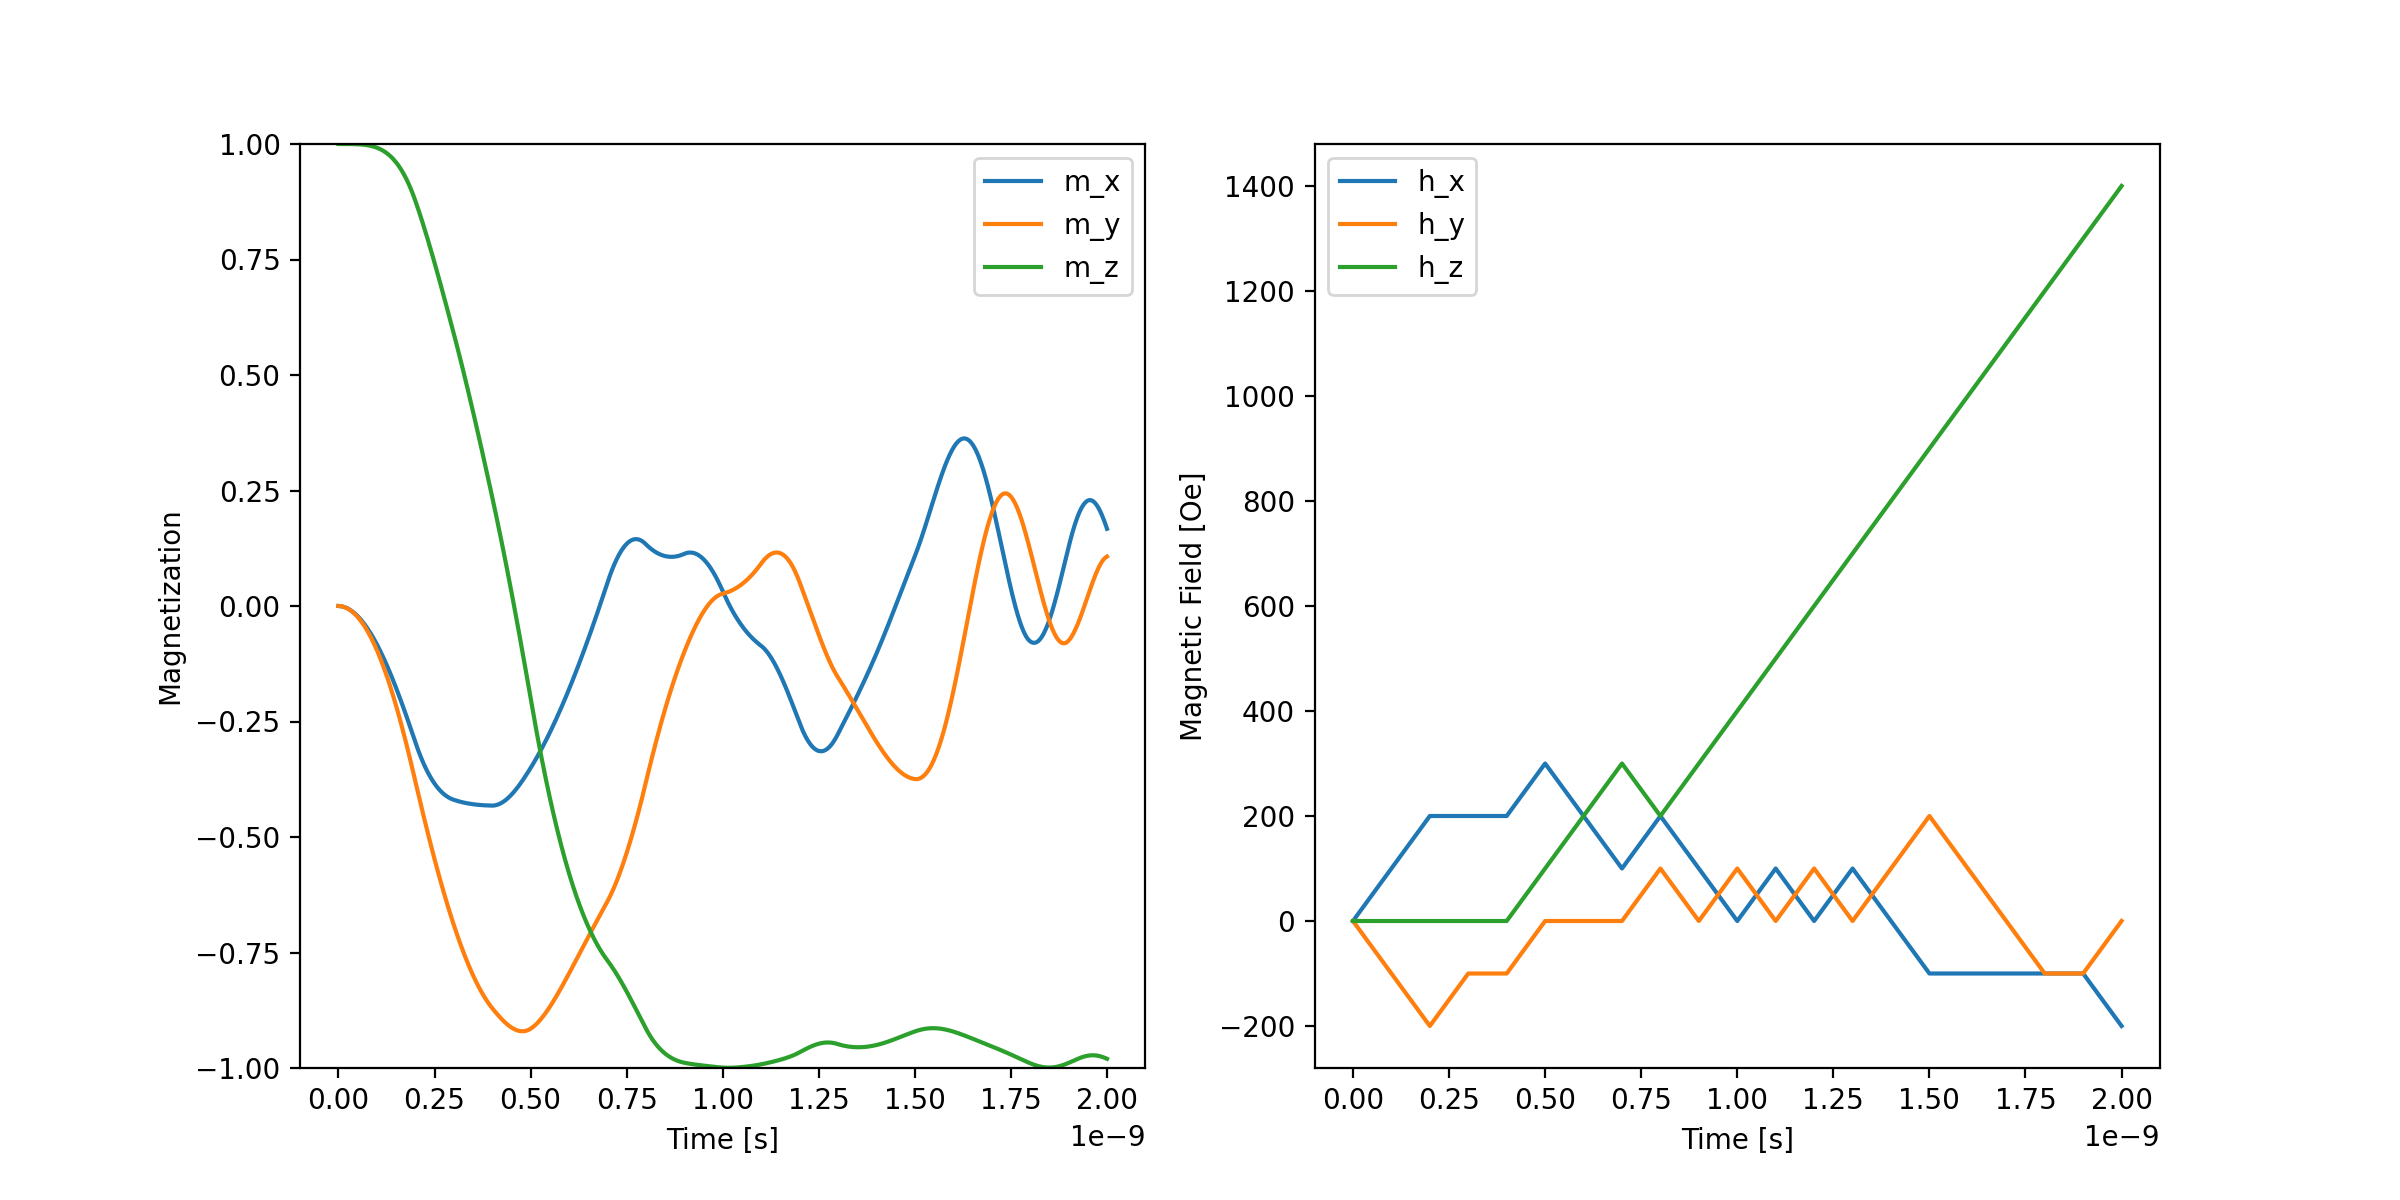 1.00
0.75
0.50
0.25
0.00
−0.25
−0.50
−0.75
−1.00
Magnetization
m_x
m_y
m_z
0.00 0.25 0.50 0.75 1.00 1.25 1.50 1.75 2.00
Time [s]
1e−9
1400
1200
1000
800
600
400
200
0
−200
Magnetic Field [Oe]
h_x
h_y
h_z
0.00 0.25 0.50 0.75 1.00 1.25 1.50 1.75 2.00
Time [s]
1e−9